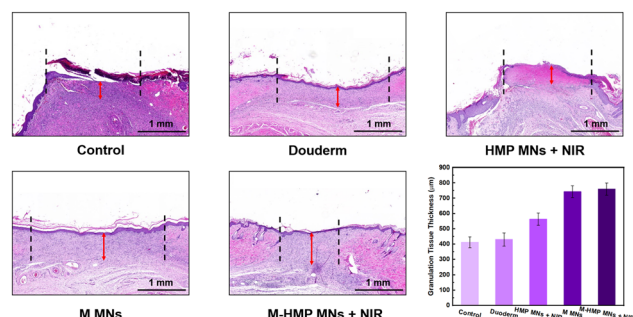 1 mm
1 mm
1 mm
Control
Douderm
HMP MNs + NIR
1 mm
1 mm
M MNs
M-HMP MNs + NIR
Granulation Tissue Thickness (μm)
900
800
700
600
500
400
300
200
100
0
Control
Duoderm
HMP MNs + NIR
M MNs
M-HMP MNs + NIR